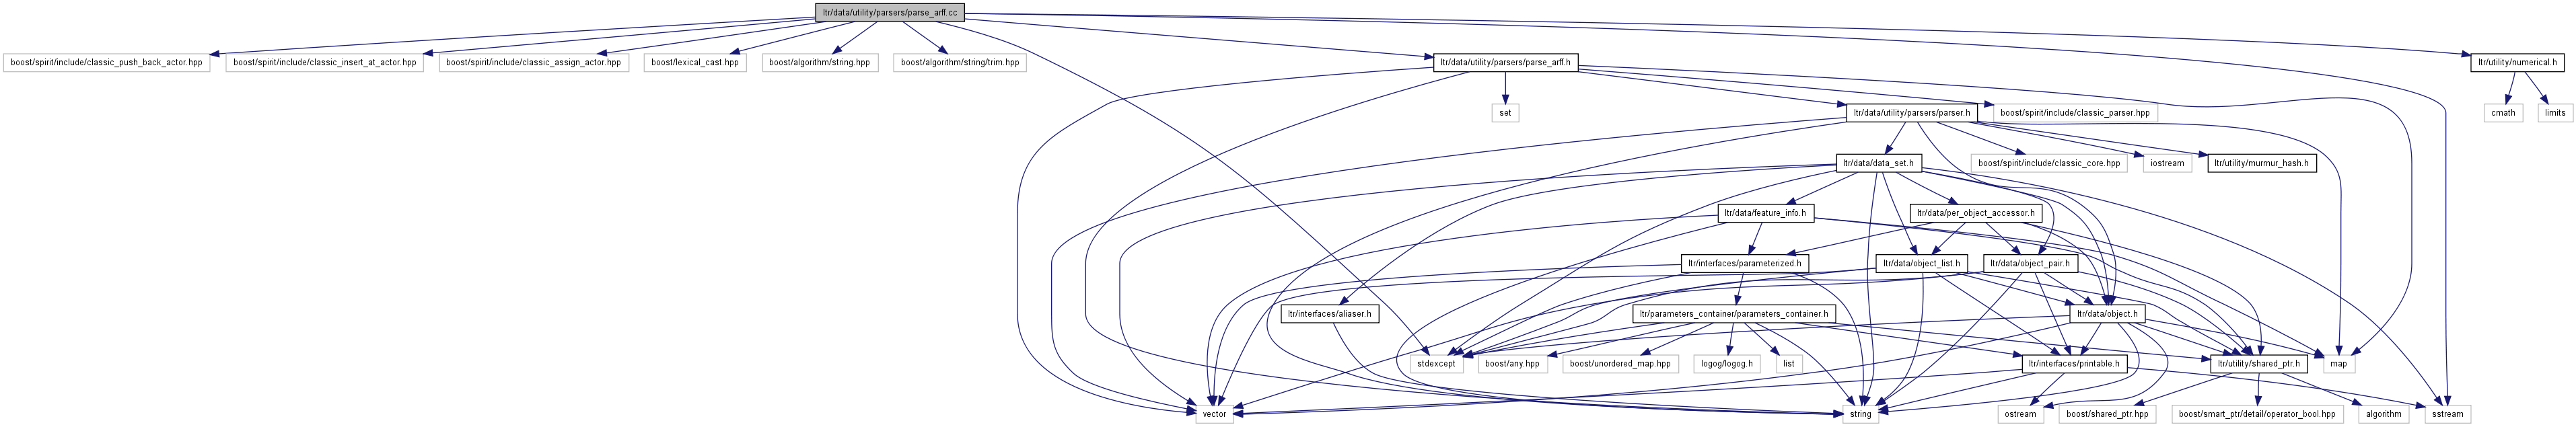 ltr/data/utility/parsers/parse_arff.cc
boost/spirit/include/classic_push_back_actor.hpp
boost/spirit/include/classic_insert_at_actor.hpp
boost/spirit/include/classic_assign_actor.hpp
boost/lexical_cast.hpp
boost/algorithm/string.hpp
boost/algorithm/string/trim.hpp
ltr/data/utility/parsers/parse_arff.h
ltr/utility/numerical.h
set
ltr/data/utility/parsers/parser.h
boost/spirit/include/classic_parser.hpp
cmath
limits
ltr/data/data_set.h
boost/spirit/include/classic_core.hpp
iostream
ltr/utility/murmur_hash.h
ltr/data/feature_info.h
ltr/data/per_object_accessor.h
ltr/interfaces/parameterized.h
ltr/data/object_list.h
ltr/data/object_pair.h
ltr/interfaces/aliaser.h
ltr/parameters_container/parameters_container.h
ltr/data/object.h
stdexcept
boost/any.hpp
boost/unordered_map.hpp
logog/logog.h
list
ltr/interfaces/printable.h
ltr/utility/shared_ptr.h
map
vector
string
ostream
boost/shared_ptr.hpp
boost/smart_ptr/detail/operator_bool.hpp
algorithm
sstream